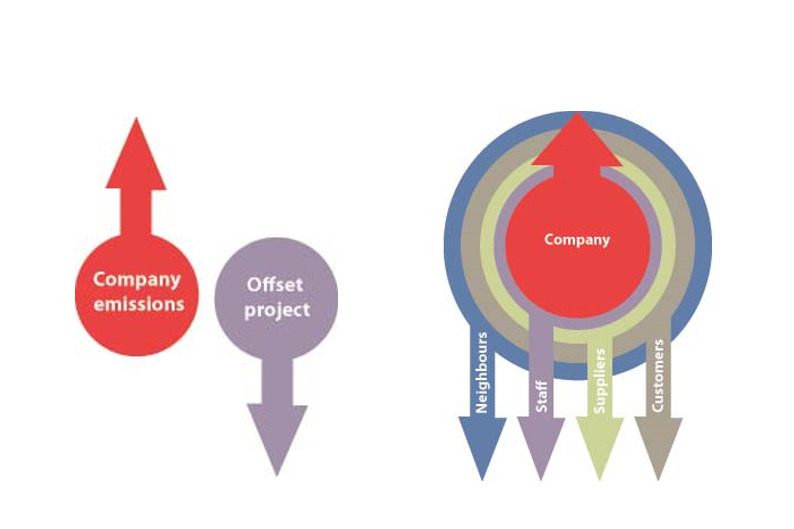 Company
emissions
Offset
project
Company
Neighbours
Staff
Suppliers
Customers